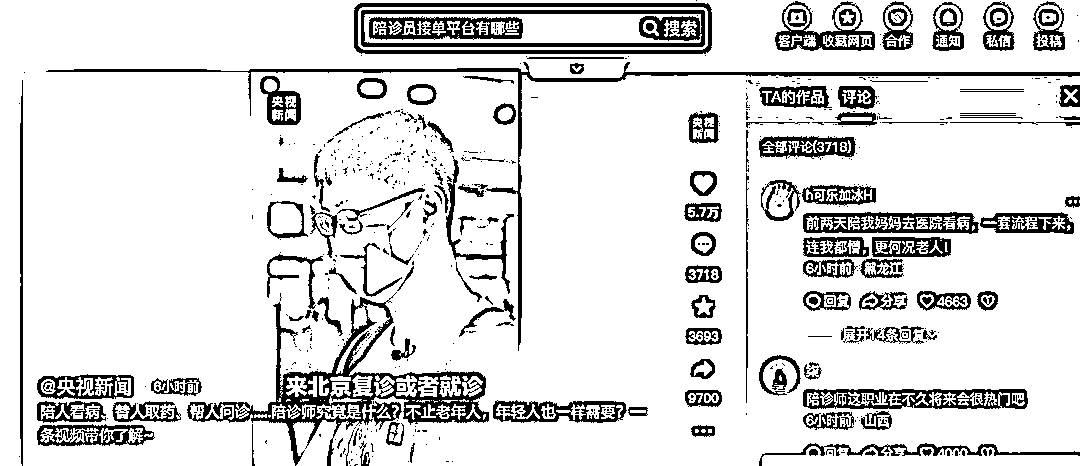 陪诊员接单平台有哪些
搜索
客户端 收藏网页 合作 通知 私信 投稿
央视
新闻
TA的作品 评论
央视
新闻
全部评论(3718)
h可乐加冰H
前两天陪我妈妈去医院看病，一套流程下来，
连我都懵，更何况老人!
6小时前·黑龙江
回复 分享 4663
展开14条回复
5.7万
3718
3693
9700
陪诊师这职业在不久将来会很热门吧
6小时前·山西
回复 分享 4000
来北京复诊或者就诊
@央视新闻 · 6小时前
陪人看病、替人取药、帮人问诊……陪诊师究竟是什么？不止老年人，年轻人也一样需要？一
条视频带你了解~